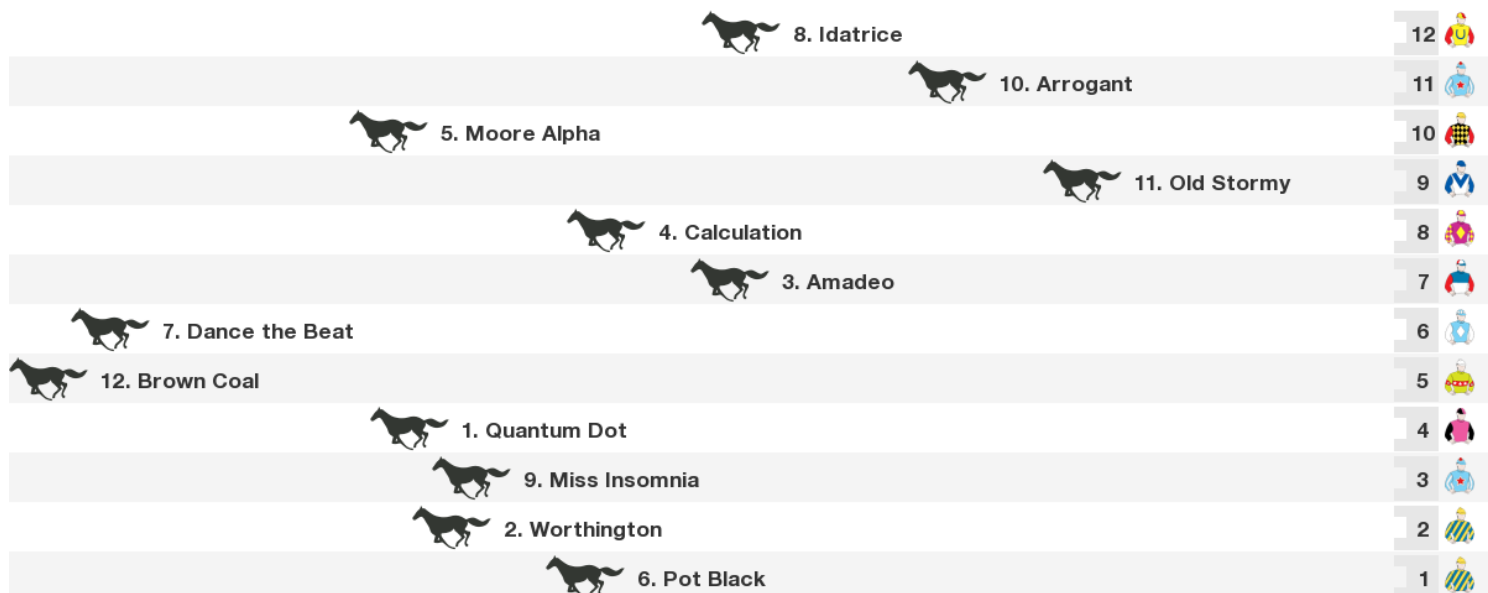 8. Idatrice 12
10. Arrogant 11
5. Moore Alpha 10
11. Old Stormy 9
4. Calculation 8
3. Amadeo 7
7. Dance the Beat 6
12. Brown Coal 5
1. Quantum Dot 4
9. Miss Insomnia 3
2. Worthington 2
6. Pot Black 1